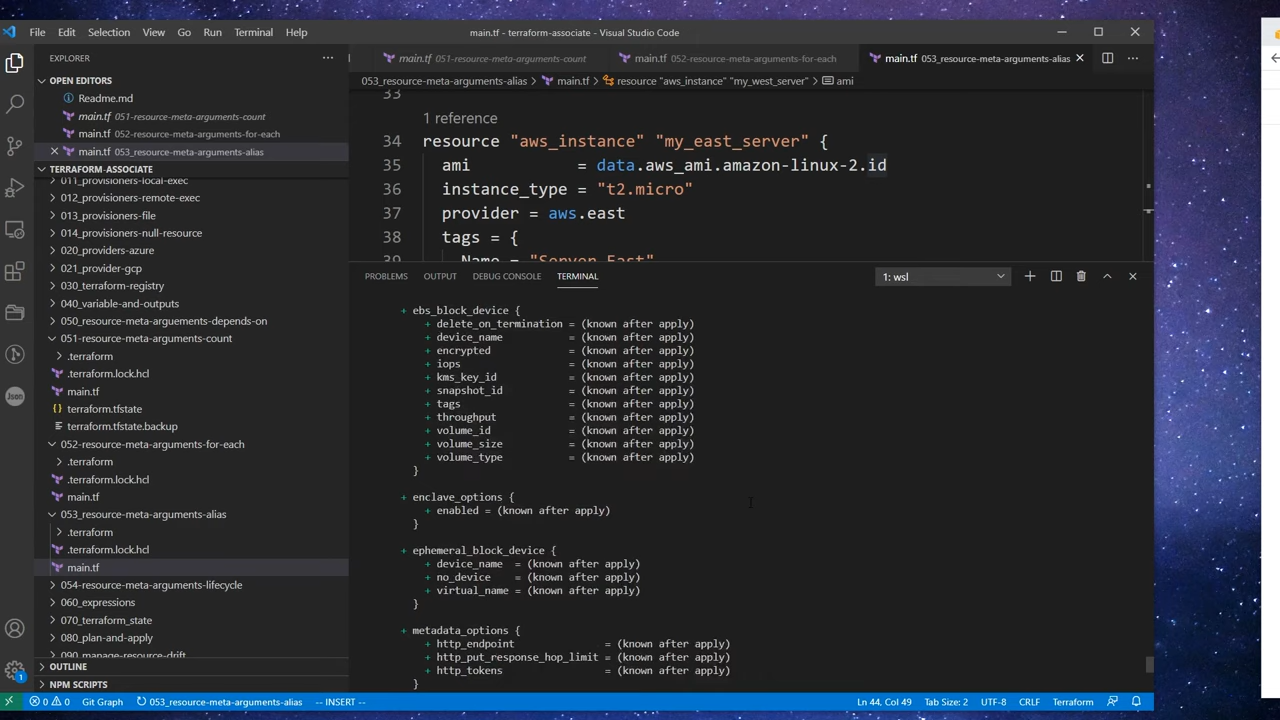 File Edit Selection View Go Run Terminal Help
main.tf - terraform-associate - Visual Studio Code
EXPLORER
OPEN EDITORS
Readme.md
main.tf 051-resource-meta-arguments-count
main.tf 052-resource-meta-arguments-for-each
main.tf 053_resource-meta-arguments-alias
TERRAFORM-ASSOCIATE
011_provisioners-local-exec
012_provisioners-remote-exec
013_provisioners-file
014_provisioners-null-resource
020_providers-azure
021_provider-gcp
030_terraform-registry
040_variable-and-outputs
050_resource-meta-arguements-depends-on
051-resource-meta-arguments-count
.terraform
.terraform.lock.hcl
main.tf
terraform.tfstate
terraform.tfstate.backup
052-resource-meta-arguments-for-each
.terraform
.terraform.lock.hcl
main.tf
053_resource-meta-arguments-alias
.terraform
.terraform.lock.hcl
main.tf
054-resource-meta-arguments-lifecycle
060_expressions
070_terraform_state
080_plan-and-apply
090_manage-resource-drift
OUTLINE
NPM SCRIPTS
main.tf 051-resource-meta-arguments-count
main.tf 052-resource-meta-arguments-for-each
main.tf 053_resource-meta-arguments-alias
053_resource-meta-arguments-alias > main.tf > resource "aws_instance" "my_west_server" > ami
33
1 reference
34 resource "aws_instance" "my_east_server" {
35 ami = data.aws_ami.amazon-linux-2.id
36 instance_type = "t2.micro"
37 provider = aws.east
38 tags = {
39 Name = "Server-East"
PROBLEMS OUTPUT DEBUG CONSOLE TERMINAL
1: wsl
+ ebs_block_device {
+ delete_on_termination = (known after apply)
+ device_name = (known after apply)
+ encrypted = (known after apply)
+ iops = (known after apply)
+ kms_key_id = (known after apply)
+ snapshot_id = (known after apply)
+ tags = (known after apply)
+ throughput = (known after apply)
+ volume_id = (known after apply)
+ volume_size = (known after apply)
+ volume_type = (known after apply)
}
+ enclave_options {
+ enabled = (known after apply)
}
+ ephemeral_block_device {
+ device_name = (known after apply)
+ no_device = (known after apply)
+ virtual_name = (known after apply)
}
+ metadata_options {
+ http_endpoint = (known after apply)
+ http_put_response_hop_limit = (known after apply)
+ http_tokens = (known after apply)
}
Json
1
0 0 Git Graph 053_resource-meta-arguments-alias -- INSERT --
Ln 44, Col 49 Tab Size: 2 UTF-8 CRLF Terraform